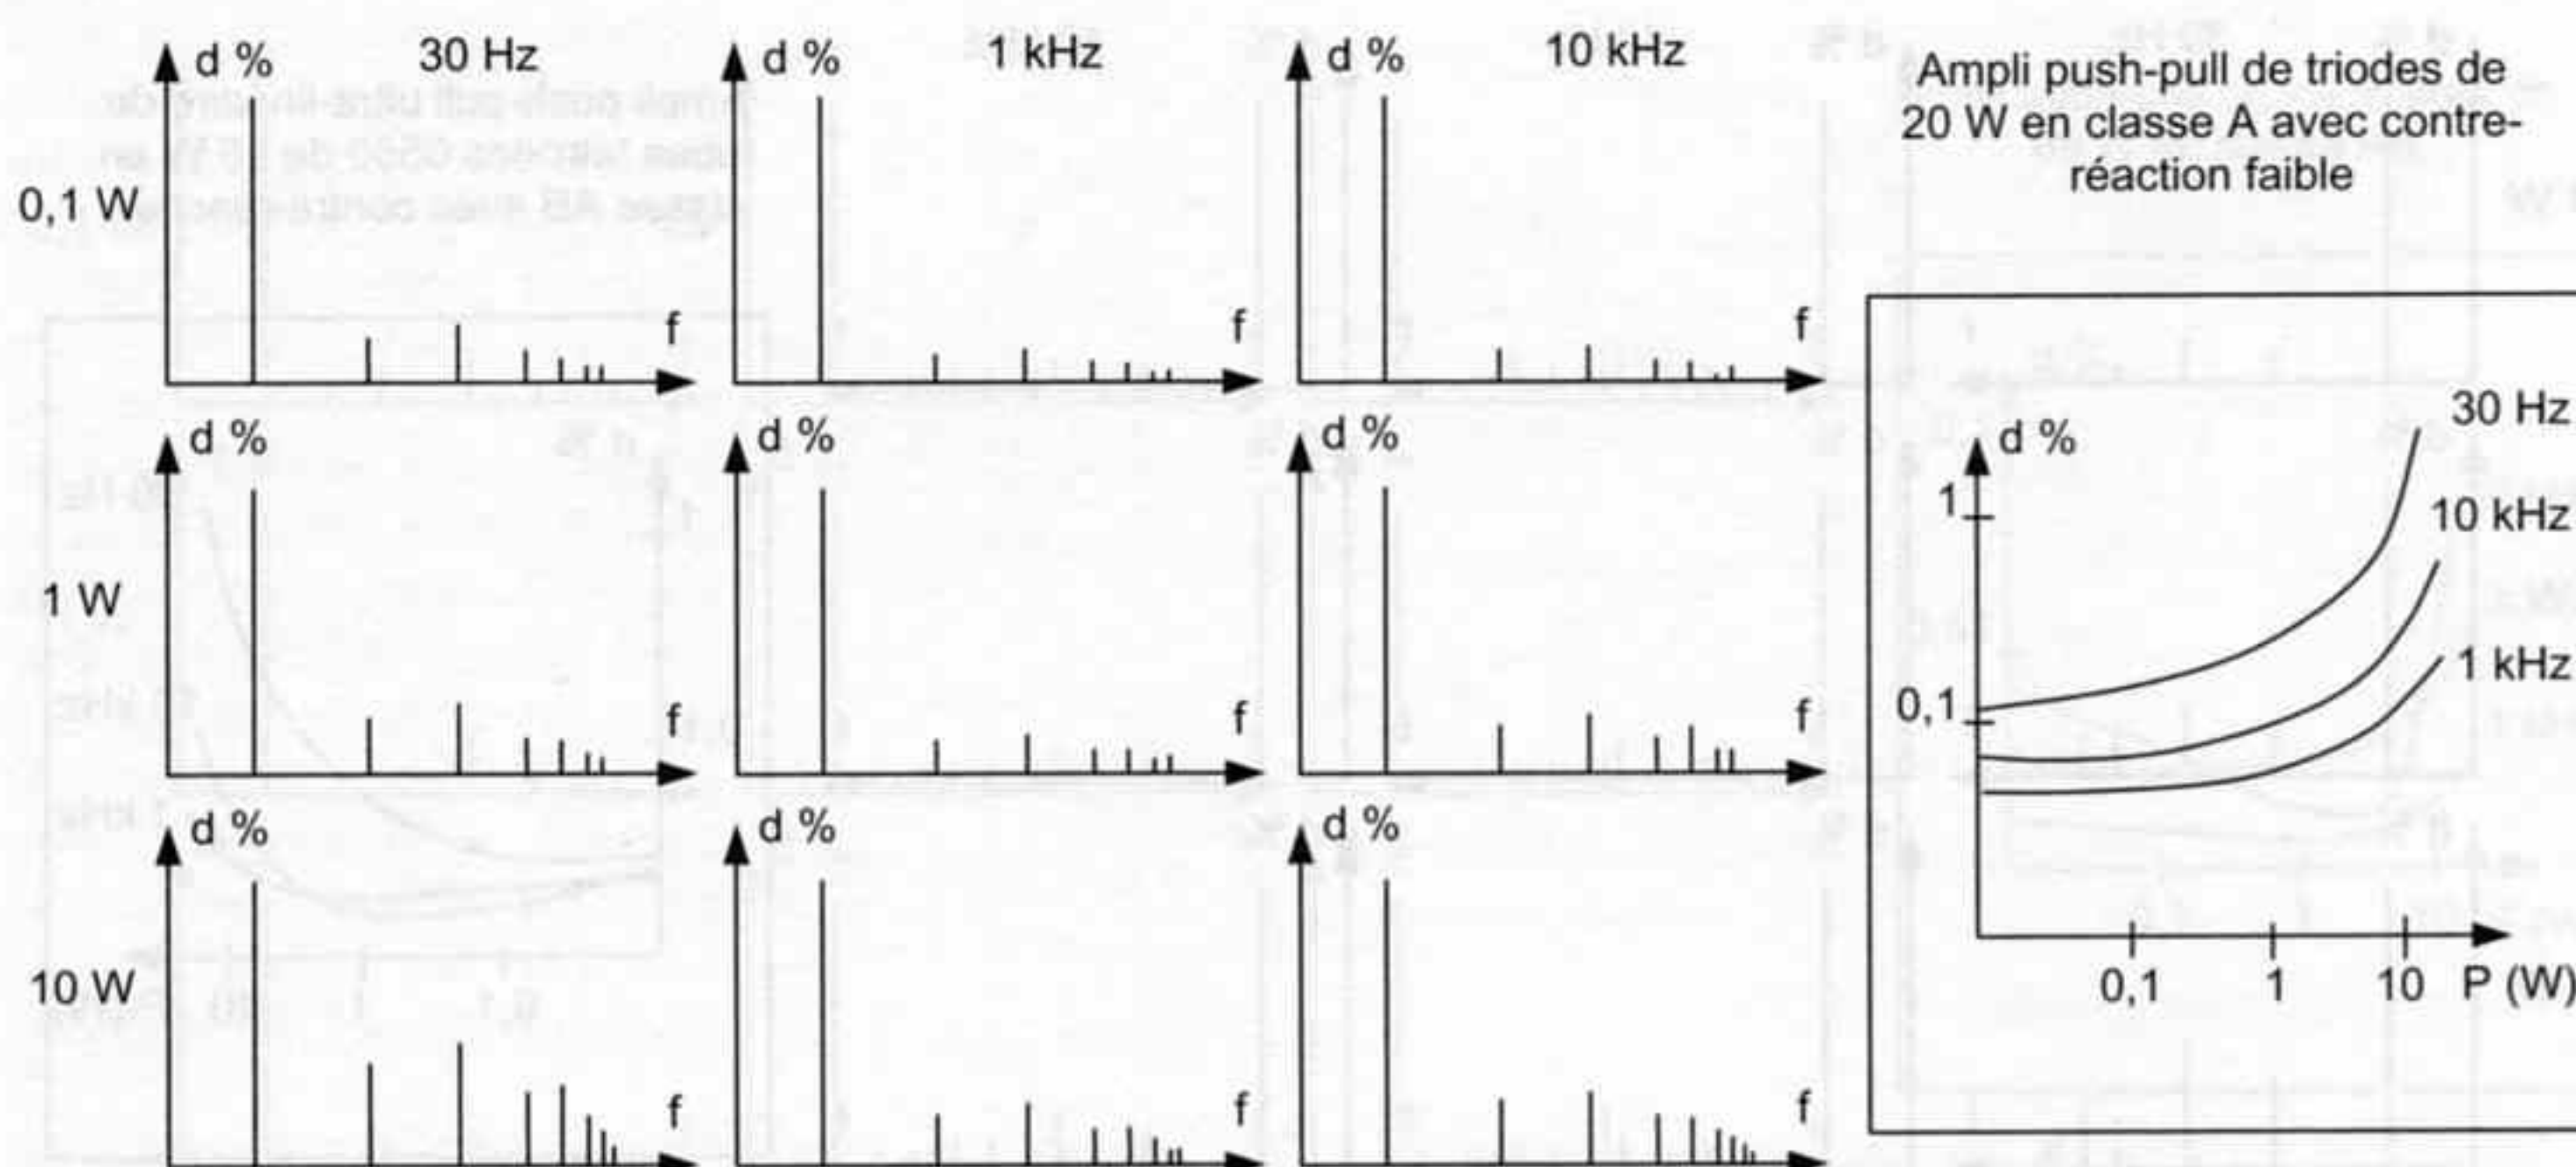 d % 30 Hz
d % 1 kHz
d % 10 kHz
Ampli push-pull de triodes de
20 W en classe A avec contre-
réaction faible
0,1 W
f
f
f
d %
d %
d %
1 W
f
f
f
d %
d %
d %
10 W
f
f
f
d %
30 Hz
1
10 kHz
1 kHz
0,1
0,1 1 10 P (W)